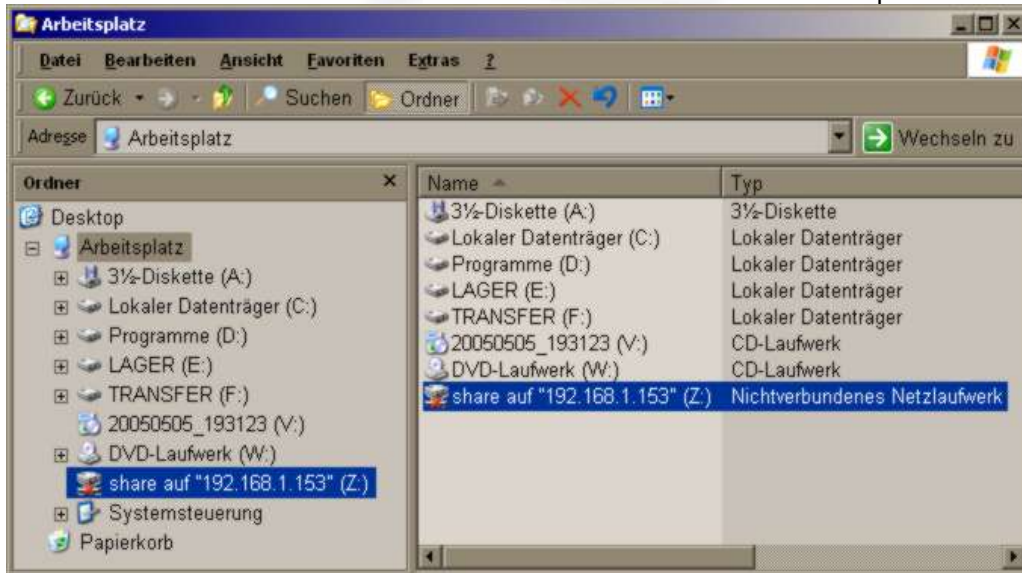 Arbeitsplatz
Datei Bearbeiten Ansicht Favoriten Extras ?
Zurück Suchen Ordner
Adresse Arbeitsplatz Wechseln zu
Ordner
Desktop
Arbeitsplatz
3½-Diskette (A:)
Lokaler Datenträger (C:)
Programme (D:)
LAGER (E:)
TRANSFER (F:)
20050505_193123 (V:)
DVD-Laufwerk (W:)
share auf "192.168.1.153" (Z:)
Systemsteuerung
Papierkorb
Name Typ
3½-Diskette (A:) 3½-Diskette
Lokaler Datenträger (C:) Lokaler Datenträger
Programme (D:) Lokaler Datenträger
LAGER (E:) Lokaler Datenträger
TRANSFER (F:) Lokaler Datenträger
20050505_193123 (V:) CD-Laufwerk
DVD-Laufwerk (W:) CD-Laufwerk
share auf "192.168.1.153" (Z:) Nichtverbundenes Netzlaufwerk